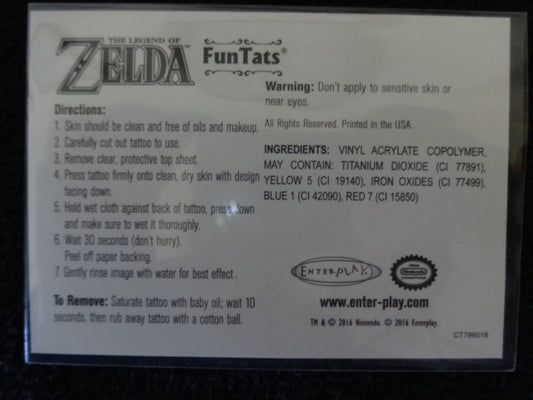 THE LEGEND OF
ZELDA
FunTats®
Warning: Don't apply to sensitive skin or
near eyes.
All Rights Reserved. Printed in the USA.
INGREDIENTS: VINYL ACRYLATE COPOLYMER,
MAY CONTAIN: TITANIUM DIOXIDE (CI 77891),
YELLOW 5 (CI 19140), IRON OXIDES (CI 77499),
BLUE 1 (CI 42090), RED 7 (CI 15850)
Directions:
1. Skin should be clean and free of oils and makeup.
2. Carefully cut out tattoo to use.
3. Remove clear, protective top sheet.
4. Press tattoo firmly onto clean, dry skin with design
facing down.
5. Hold wet cloth against back of tattoo, press down
and make sure to wet it thoroughly.
6. Wait 30 seconds (don't hurry).
Peel off paper backing.
7. Gently rinse image with water for best effect.
To Remove: Saturate tattoo with baby oil; wait 10
seconds, then rub away tattoo with a cotton ball.
ENTERPLAY
Nintendo
www.enter-play.com
TM & © 2016 Nintendo. © 2016 Enterplay.
CT796518